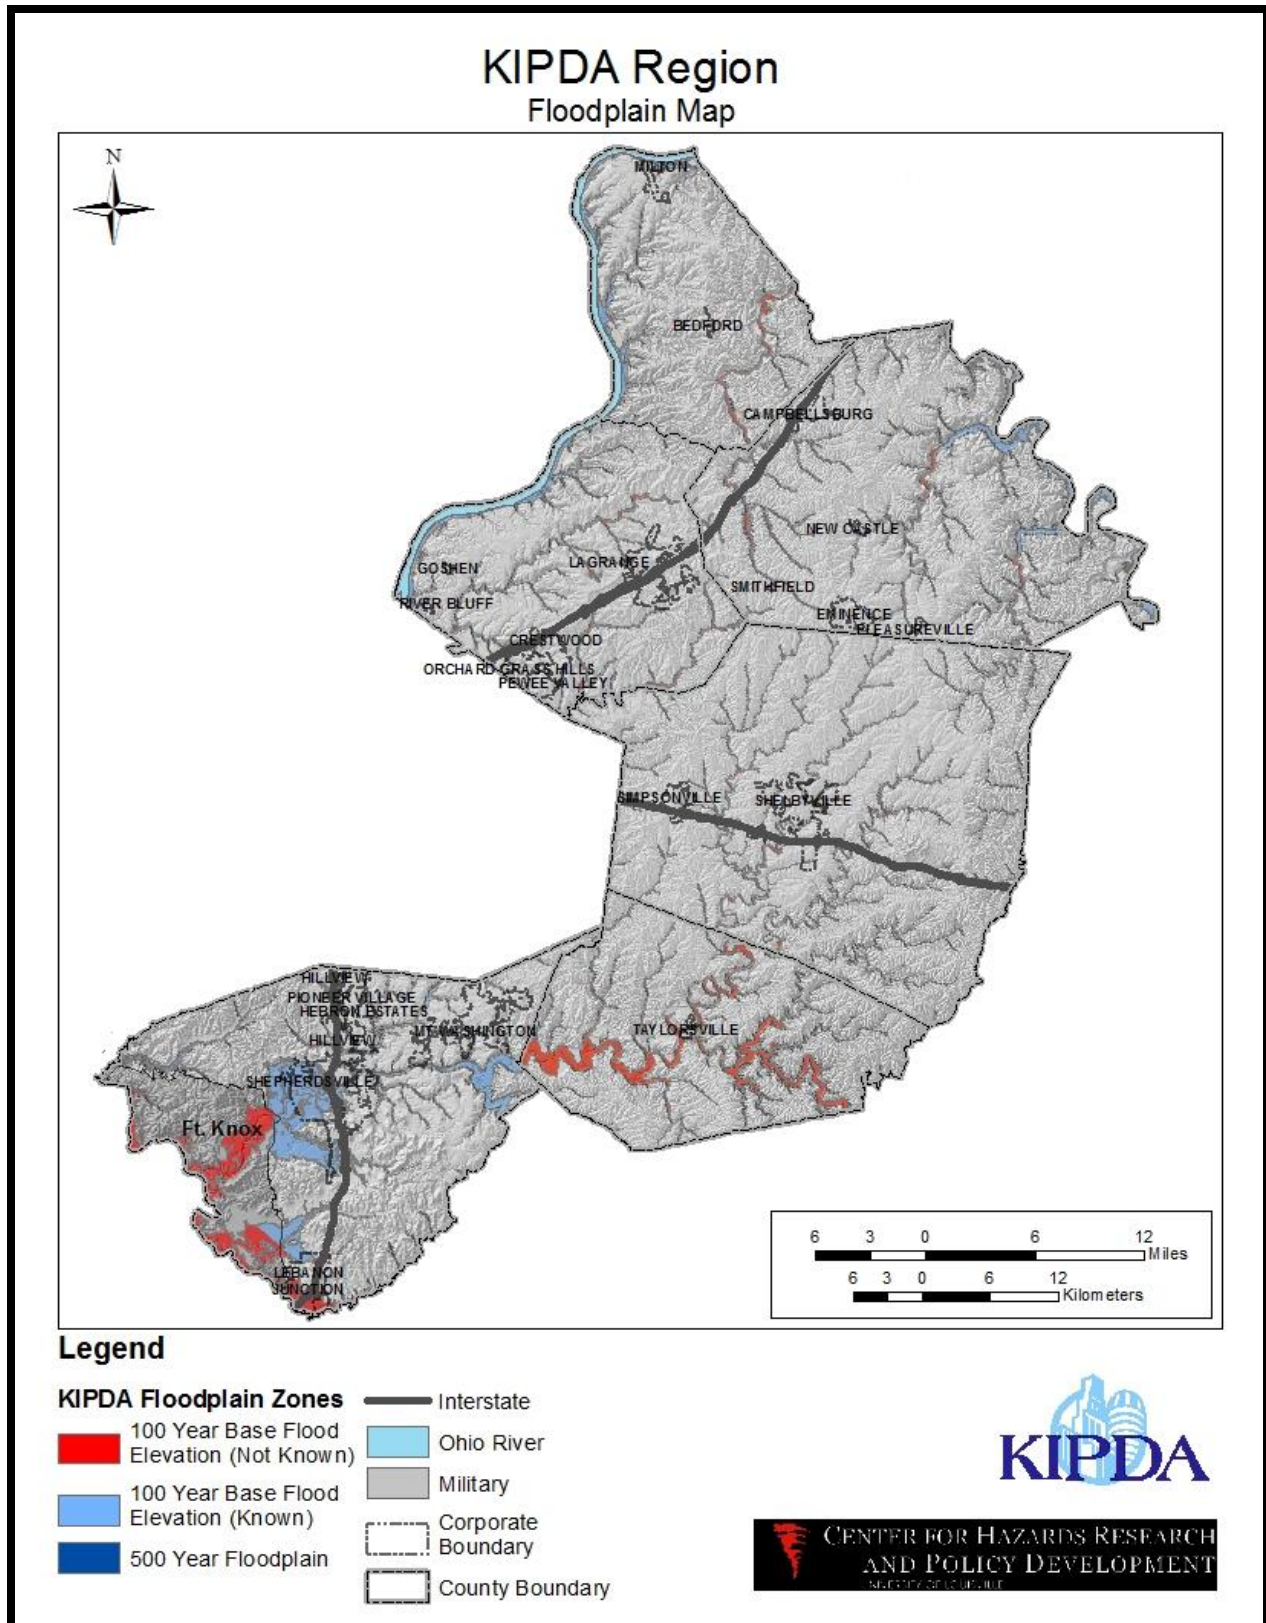 KIPDA Region
Floodplain Map
N
MILTON
BEDFORD
CAMPBELLSBURG
NEW CASTLE
GOSHEN
LAGRANGE
SMITHFIELD
RIVER BLUFF
EMINENCE
PLEASUREVILLE
CRESTWOOD
ORCHARD GRASS HILLS
PEWEE VALLEY
SIMPSONVILLE
SHELBYVILLE
HILLVIEW
PIONEER VILLAGE
HEBRON ESTATES
MT WASHINGTON
TAYLORSVILLE
HILLVIEW
SHEPHERDSVILLE
Ft. Knox
LEBANON
JUNCTION
6 3 0 6 12
Miles
6 3 0 6 12
Kilometers
Legend
KIPDA Floodplain Zones
100 Year Base Flood
Elevation (Not Known)
100 Year Base Flood
Elevation (Known)
500 Year Floodplain
Interstate
Ohio River
Military
Corporate
Boundary
County Boundary
KIPDA
CENTER FOR HAZARDS RESEARCH
AND POLICY DEVELOPMENT
UNIVERSITY OF LOUISVILLE